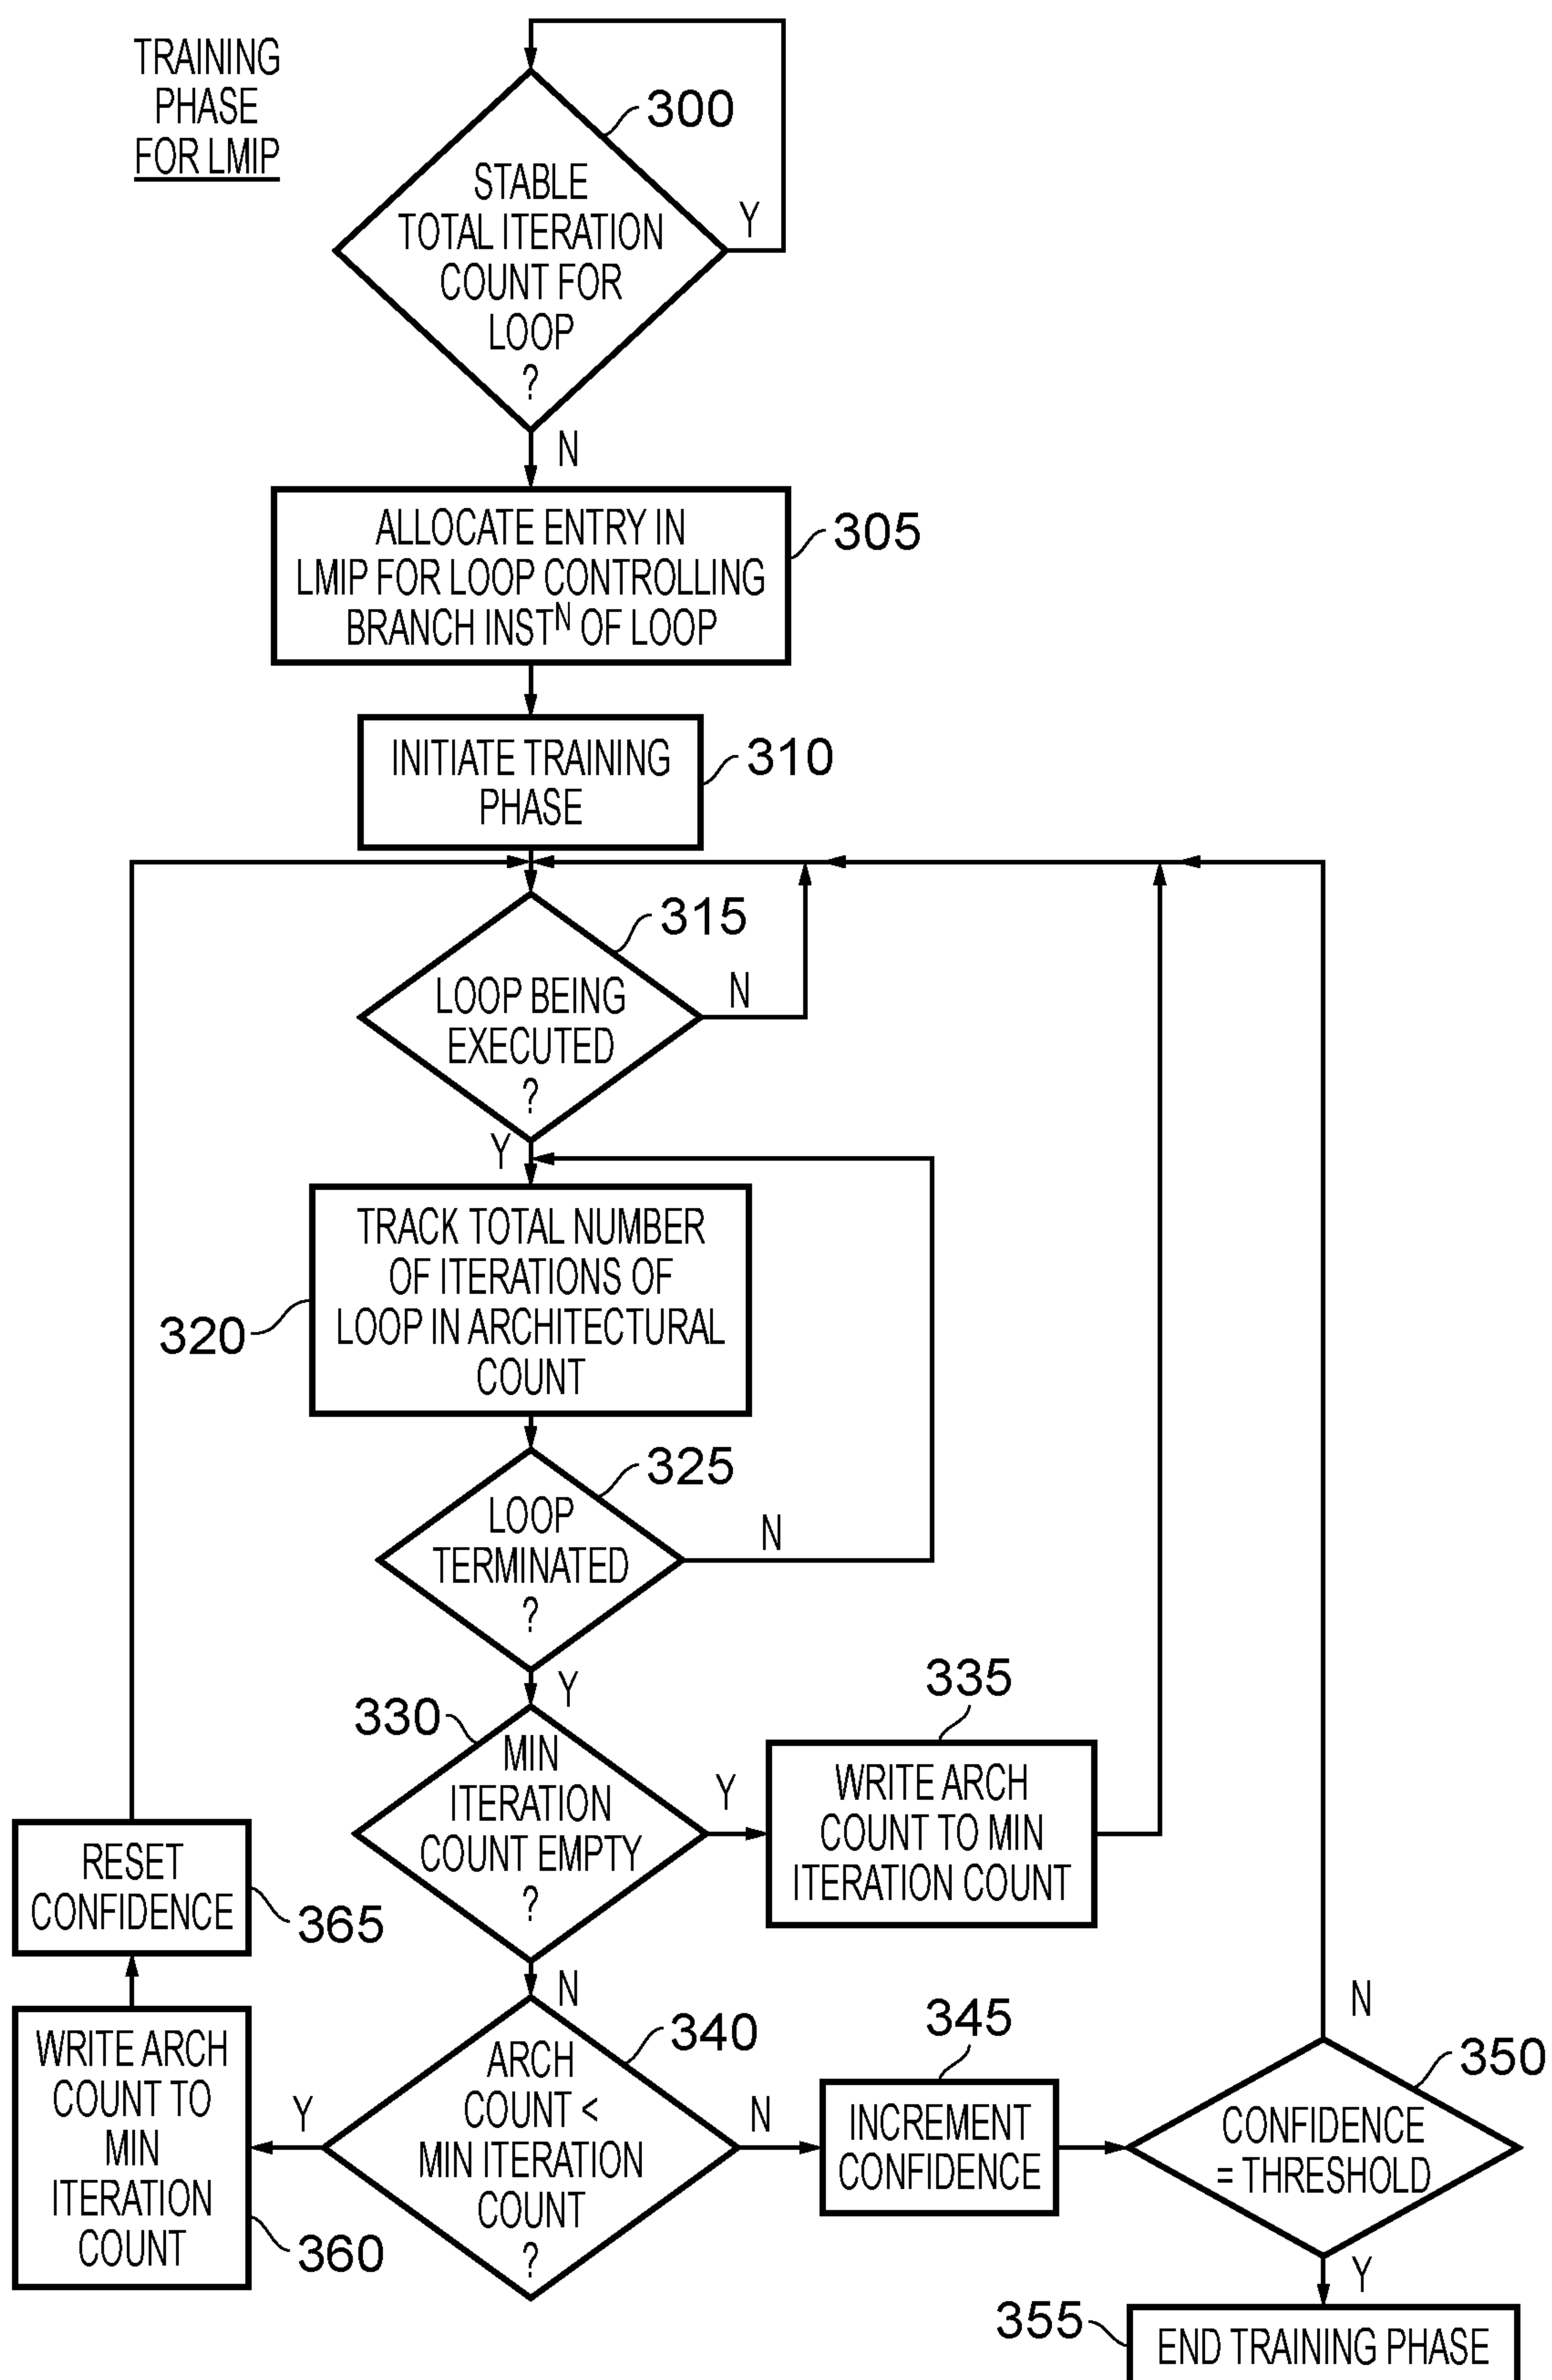 TRAINING
PHASE
FOR LMIP
300
STABLE
TOTAL ITERATION
COUNT FOR
LOOP
?
Y
N
ALLOCATE ENTRY IN
LMIP FOR LOOP CONTROLLING
BRANCH INSTᴺ OF LOOP
305
INITIATE TRAINING
PHASE
310
315
LOOP BEING
EXECUTED
?
N
Y
TRACK TOTAL NUMBER
OF ITERATIONS OF
LOOP IN ARCHITECTURAL
COUNT
320
325
LOOP
TERMINATED
?
N
Y
330
MIN
ITERATION
COUNT EMPTY
?
Y
335
WRITE ARCH
COUNT TO MIN
ITERATION COUNT
N
RESET
CONFIDENCE
365
340
ARCH
COUNT <
MIN ITERATION
COUNT
?
Y
WRITE ARCH
COUNT TO
MIN
ITERATION
COUNT
360
N
345
INCREMENT
CONFIDENCE
N
350
CONFIDENCE
= THRESHOLD
Y
355
END TRAINING PHASE